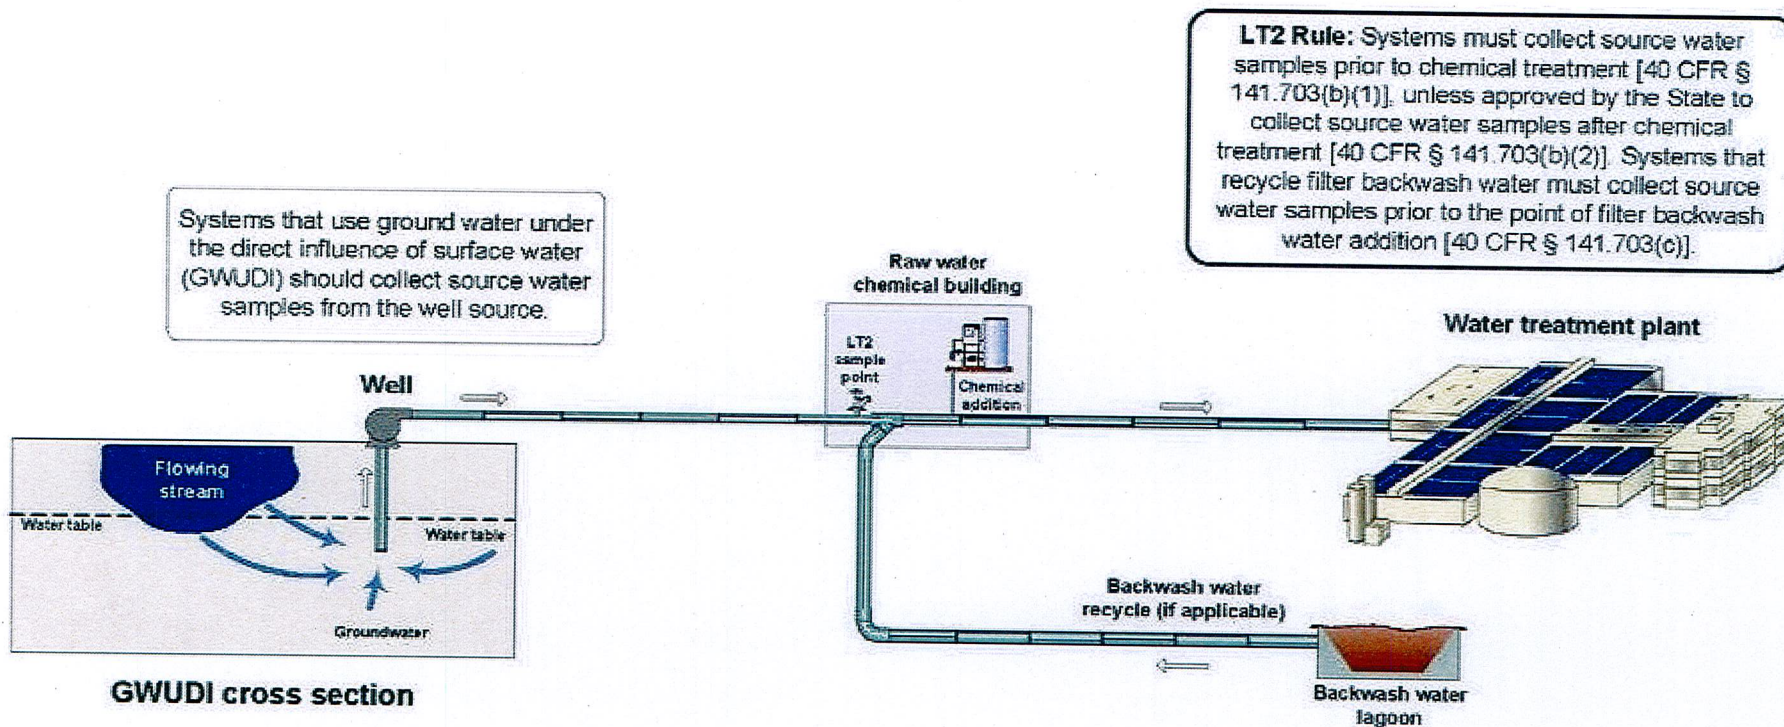 LT2 Rule: Systems must collect source water
samples prior to chemical treatment [40 CFR §
141.703(b)(1)], unless approved by the State to
collect source water samples after chemical
treatment [40 CFR § 141.703(b)(2)]. Systems that
recycle filter backwash water must collect source
water samples prior to the point of filter backwash
water addition [40 CFR § 141.703(c)].
Systems that use ground water under
the direct influence of surface water
(GWUDI) should collect source water
samples from the well source.
Raw water
chemical building
Water treatment plant
LT2
sample
point
Chemical
addition
Well
Flowing
stream
Water table
Water table
Groundwater
GWUDI cross section
Backwash water
recycle (if applicable)
Backwash water
lagoon